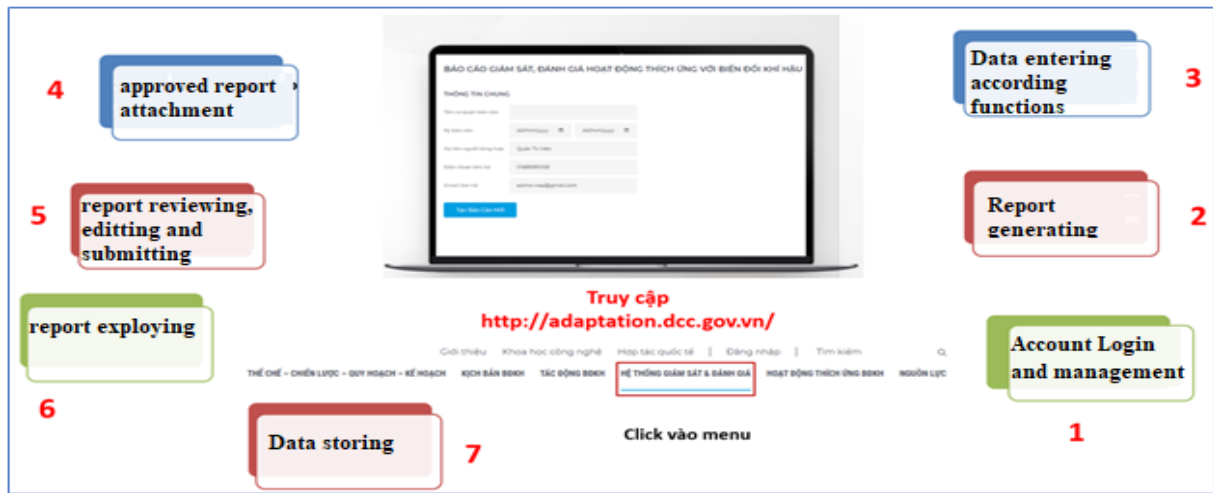 4
approved report
attachment
BÁO CÁO GIÁM SÁT, ĐÁNH GIÁ HOẠT ĐỘNG THÍCH ỨNG VỚI BIẾN ĐỔI KHÍ HẬU
THÔNG TIN CHUNG
Data entering
according
functions
3
5
report reviewing,
editting and
submitting
Report
generating
2
Tạo Báo Cáo Mới
report exploying
6
Truy cập
http://adaptation.dcc.gov.vn/
Giới thiệu Khoa học công nghệ Hợp tác quốc tế | Đăng nhập | Tìm kiếm
THỂ CHẾ – CHIẾN LƯỢC – QUY HOẠCH – KẾ HOẠCH KỊCH BẢN BĐKH TÁC ĐỘNG BĐKH HỆ THỐNG GIÁM SÁT & ĐÁNH GIÁ HOẠT ĐỘNG THÍCH ỨNG BĐKH NGUỒN LỰC
Account Login
and management
1
Data storing
7
Click vào menu